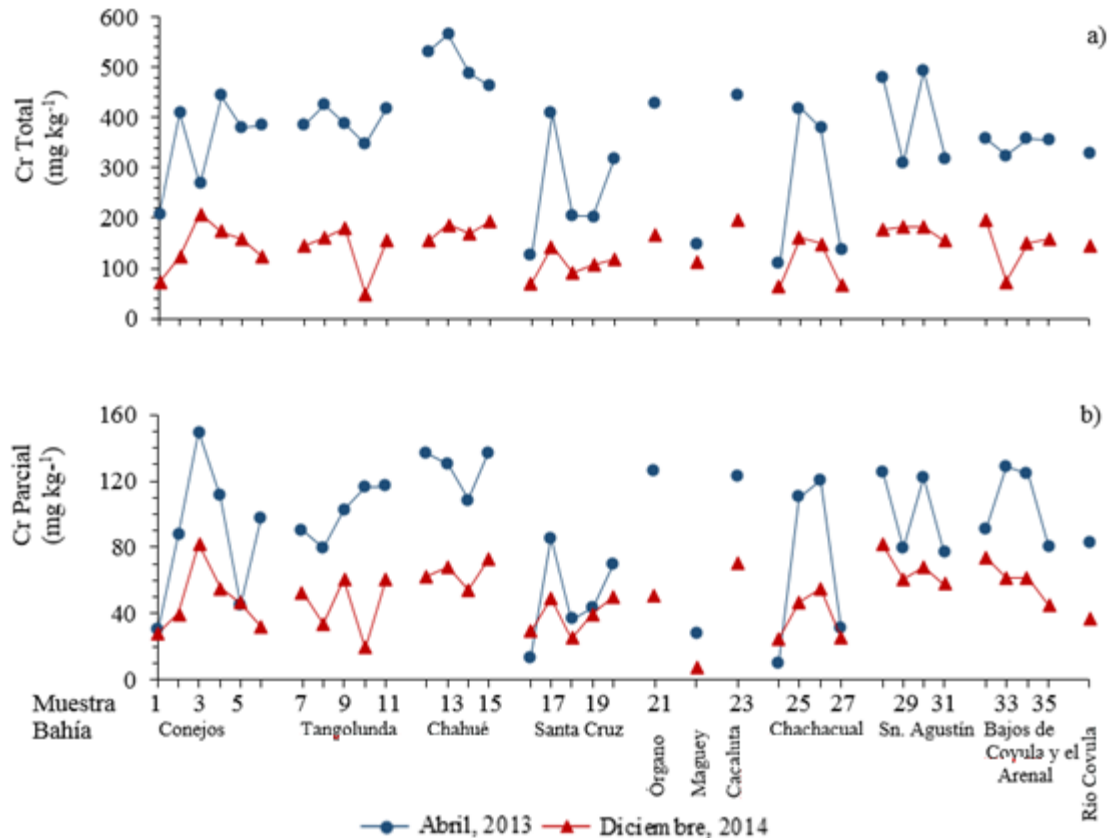 a)
Cr Total
(mg kg⁻¹)
600
500
400
300
200
100
0
b)
Cr Parcial
(mg kg-¹)
160
120
80
40
0
Muestra 1 3 5 7 9 11 13 15 17 19 21 23 25 27 29 31 33 35
Bahía Conejos Tangolunda Chahué Santa Cruz Órgano Maguey Cacaluta Chachacual Sn. Agustín Bajos de
Coyula y el
Arenal
Rio Coyula
Abril, 2013 Diciembre, 2014